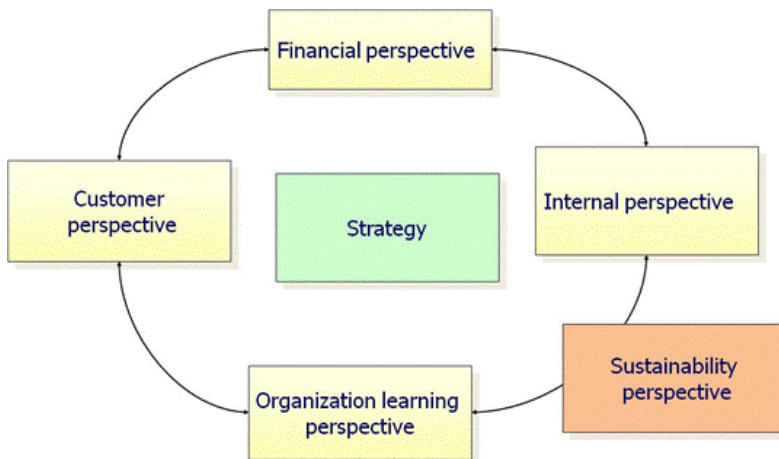 Financial perspective
Customer
perspective
Strategy
Internal perspective
Sustainability
perspective
Organization learning
perspective